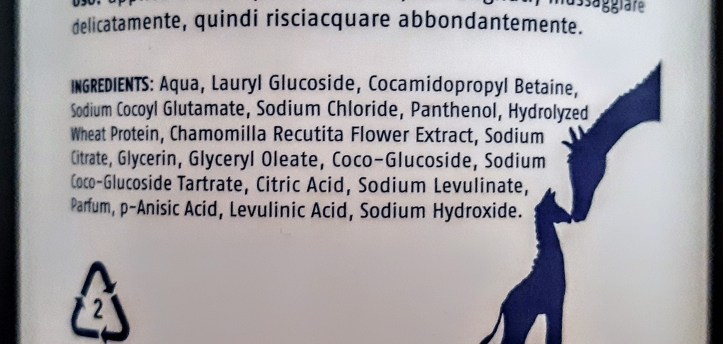 massaggiare
delicatamente, quindi risciacquare abbondantemente.
INGREDIENTS: Aqua, Lauryl Glucoside, Cocamidopropyl Betaine,
Sodium Cocoyl Glutamate, Sodium Chloride, Panthenol, Hydrolyzed
Wheat Protein, Chamomilla Recutita Flower Extract, Sodium
Citrate, Glycerin, Glyceryl Oleate, Coco-Glucoside, Sodium
Coco-Glucoside Tartrate, Citric Acid, Sodium Levulinate,
Parfum, p-Anisic Acid, Levulinic Acid, Sodium Hydroxide.
2